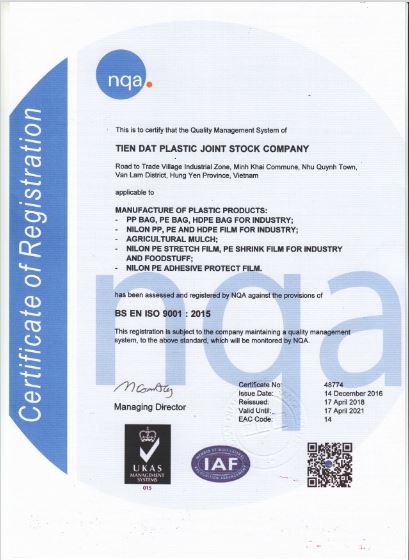 Certificate of Registration
nqa.
This is to certify that the Quality Management System of
TIEN DAT PLASTIC JOINT STOCK COMPANY
Road to Trade Village Industrial Zone, Minh Khai Commune, Nhu Quynh Town,
Van Lam District, Hung Yen Province, Vietnam
applicable to
MANUFACTURE OF PLASTIC PRODUCTS:
- PP BAG, PE BAG, HDPE BAG FOR INDUSTRY;
- NILON PP, PE AND HDPE FILM FOR INDUSTRY;
- AGRICULTURAL MULCH;
- NILON PE STRETCH FILM, PE SHRINK FILM FOR INDUSTRY
AND FOODSTUFF;
- NILON PE ADHESIVE PROTECT FILM.
nqa
has been assessed and registered by NQA against the provisions of
BS EN ISO 9001 : 2015
This registration is subject to the company maintaining a quality management
system, to the above standard, which will be monitored by NQA.
Managing Director
Certificate No: 48774
Issue Date: 14 December 2016
Reissued: 17 April 2018
Valid Until: 17 April 2021
EAC Code: 14
UKAS
MANAGEMENT
SYSTEMS
015
IAF